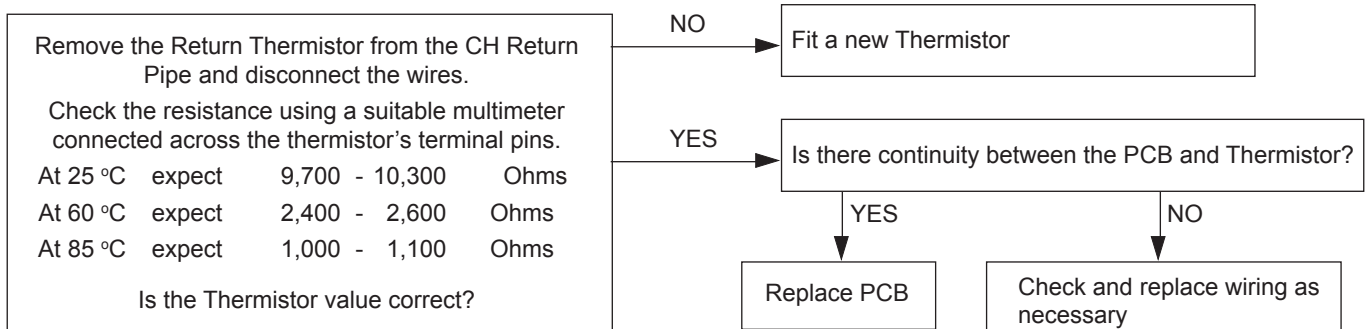 Remove the Return Thermistor from the CH Return
Pipe and disconnect the wires.
Check the resistance using a suitable multimeter
connected across the thermistor's terminal pins.
At 25 °C expect 9,700 - 10,300 Ohms
At 60 °C expect 2,400 - 2,600 Ohms
At 85 °C expect 1,000 - 1,100 Ohms
Is the Thermistor value correct?
NO
Fit a new Thermistor
YES
Is there continuity between the PCB and Thermistor?
YES
Replace PCB
NO
Check and replace wiring as
necessary